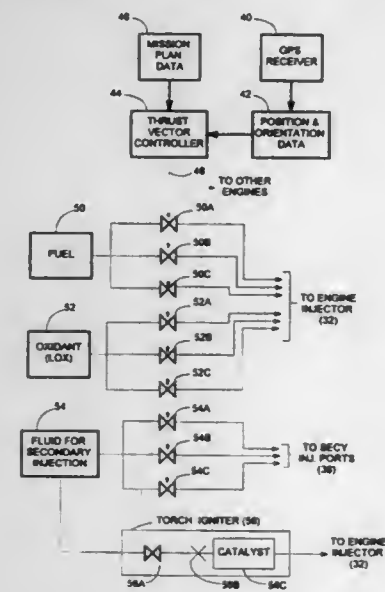 46
40
MISSION
PLAN
DATA
GPS
RECEIVER
44
42
THRUST
VECTOR
CONTROLLER
POSITION &
ORIENTATION
DATA
48
TO OTHER
ENGINES
50
50A
FUEL
50B
50C
52
52A
TO ENGINE
INJECTOR
(32)
OXIDANT
(LOX)
52B
52C
54
54A
FLUID FOR
SECONDARY
INJECTION
54B
TO SECY
INJ. PORTS
54C
TORCH IGNITER (56)
CATALYST
TO ENGINE
INJECTOR
(32)
56A
56B